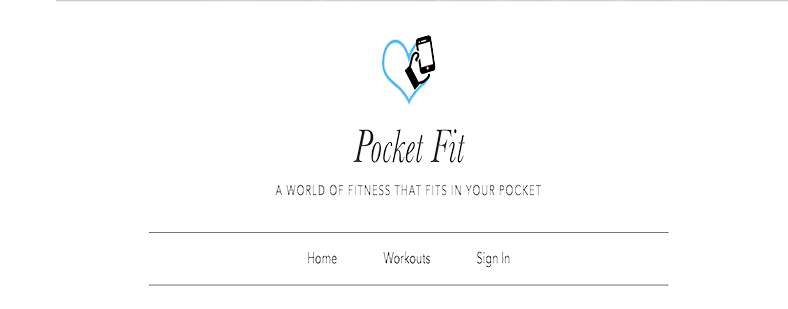 Pocket Fit
A WORLD OF FITNESS THAT FITS IN YOUR POCKET
Home Workouts Sign In